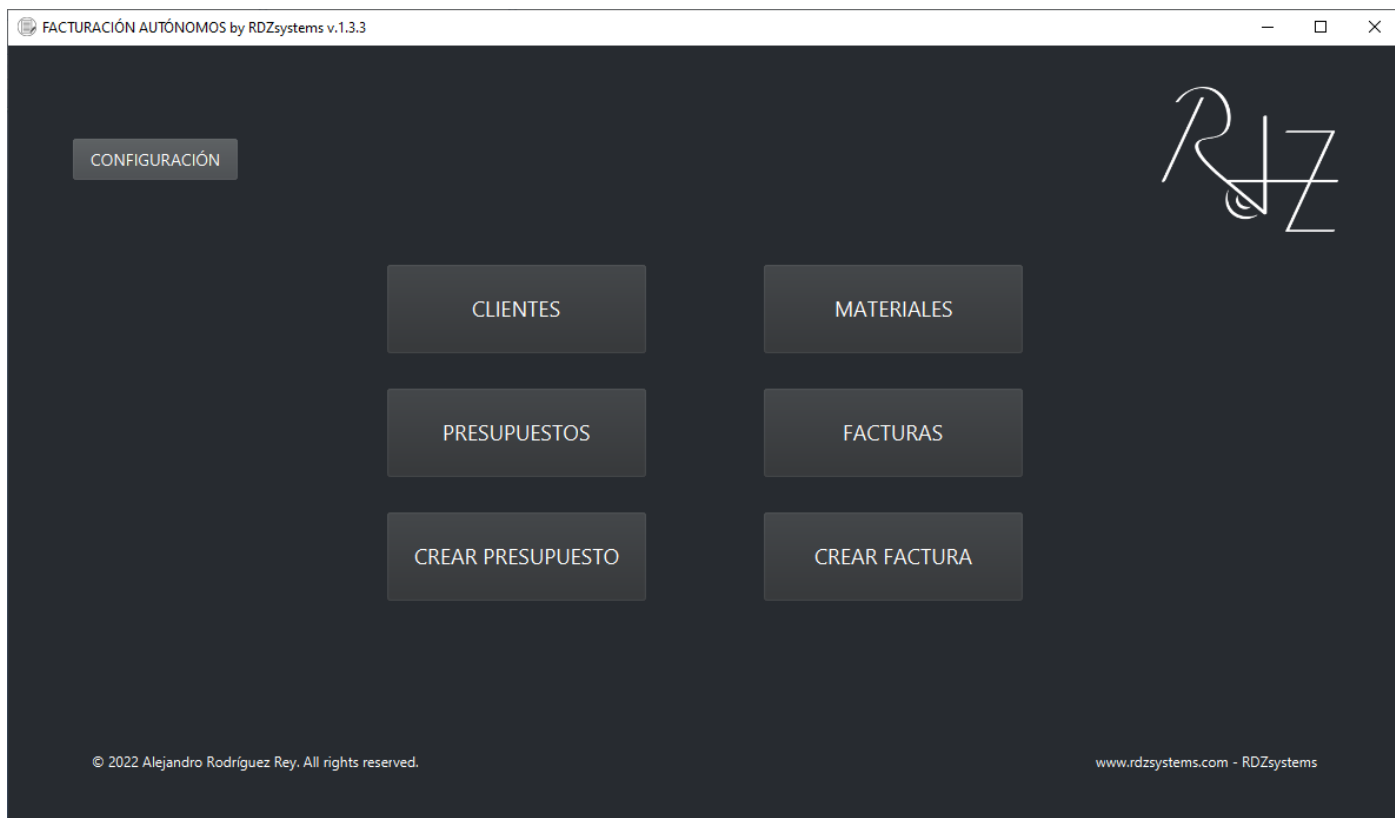 FACTURACIÓN AUTÓNOMOS by RDZsystems v.1.3.3
RdZ
CONFIGURACIÓN
CLIENTES
MATERIALES
PRESUPUESTOS
FACTURAS
CREAR PRESUPUESTO
CREAR FACTURA
© 2022 Alejandro Rodríguez Rey. All rights reserved.
www.rdzsystems.com - RDZsystems